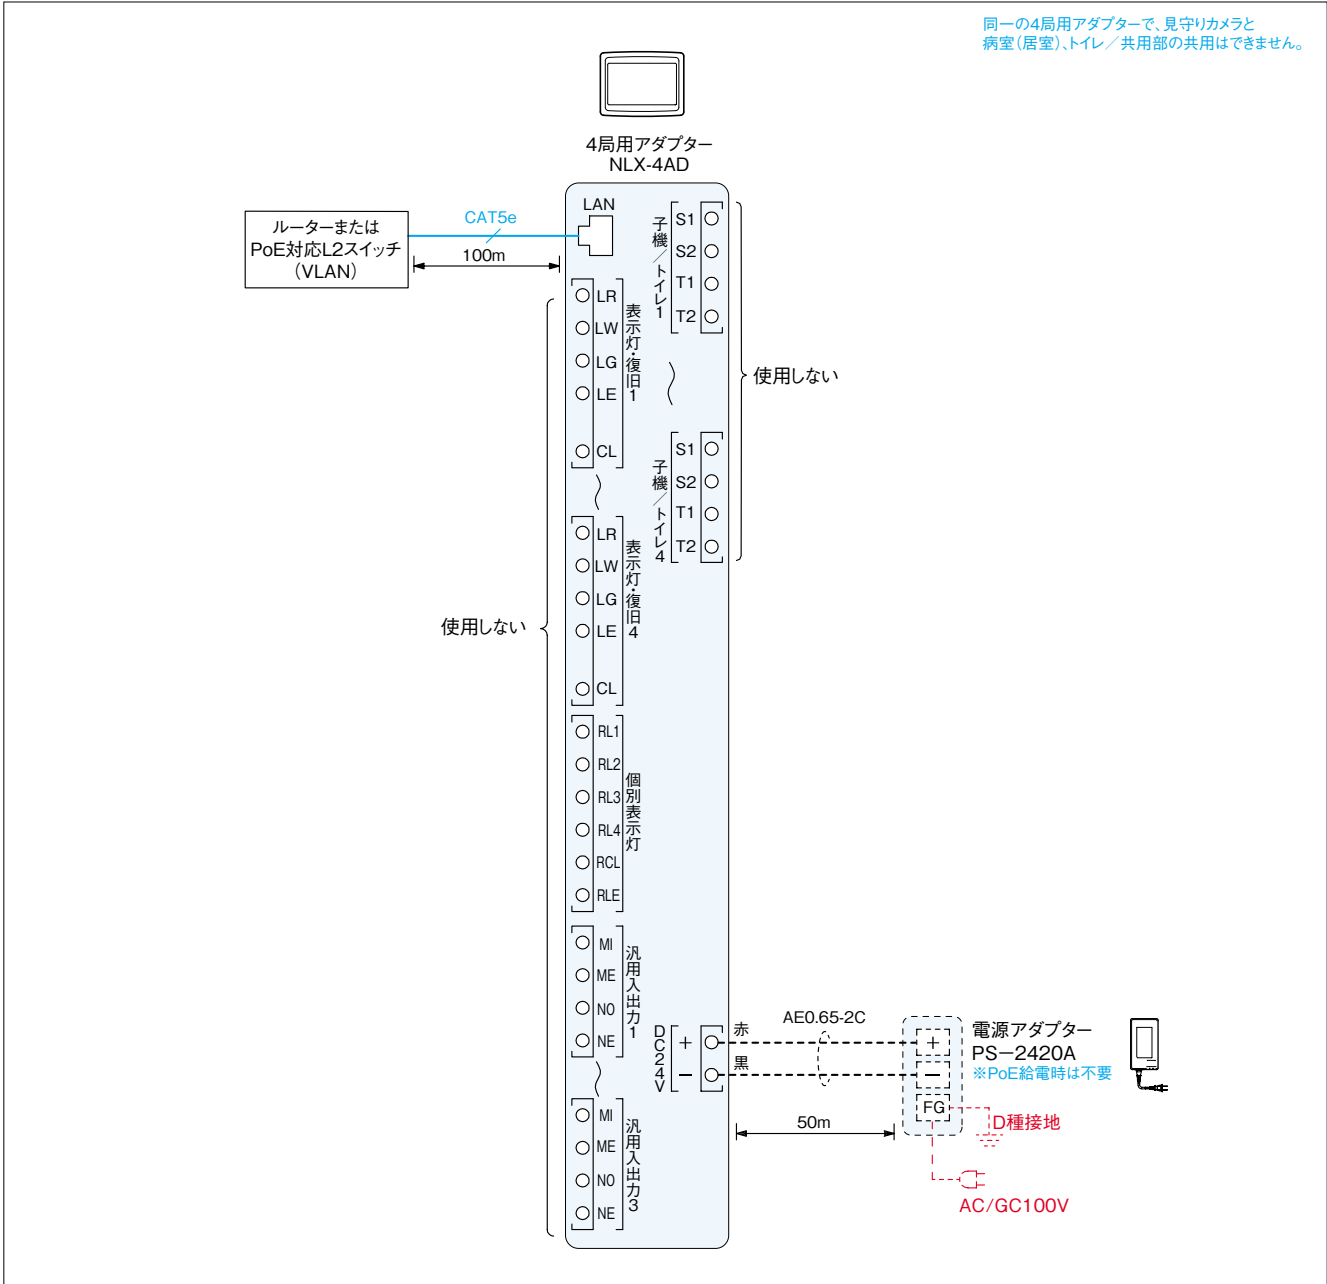 同一の4局用アダプターで、見守りカメラと
病室(居室)、トイレ／共用部の共用はできません。
4局用アダプター
NLX-4AD
ルーターまたは
PoE対応L2スイッチ
(VLAN)
CAT5e
100m
LAN
LR
LW
LG
LE
CL
表示灯・復旧1
LR
LW
LG
LE
CL
表示灯・復旧4
RL1
RL2
RL3
RL4
RCL
RLE
個別表示灯
MI
ME
NO
NE
汎用入出力1
MI
ME
NO
NE
汎用入出力3
使用しない
子機／トイレ1
S1
S2
T1
T2
子機／トイレ4
S1
S2
T1
T2
使用しない
DC24V
+
−
赤
黒
AE0.65-2C
50m
+
−
FG
電源アダプター
PS−2420A
※PoE給電時は不要
D種接地
AC/GC100V